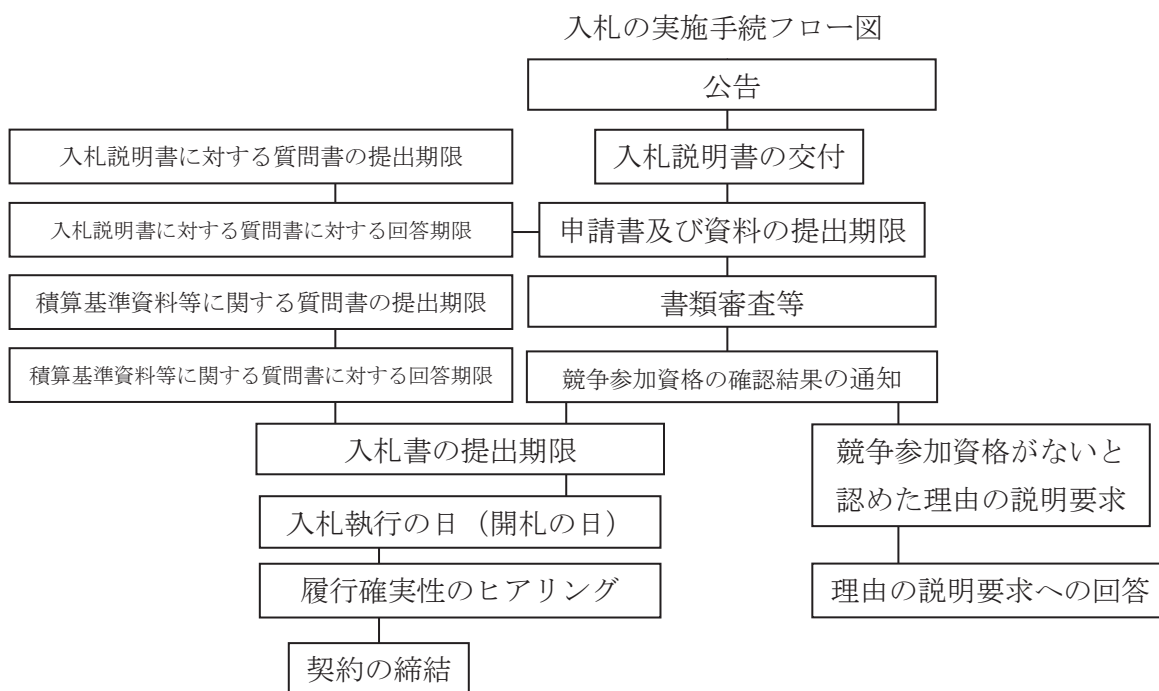 入札の実施手続フロー図
公告
入札説明書に対する質問書の提出期限
入札説明書の交付
入札説明書に対する質問書に対する回答期限
申請書及び資料の提出期限
積算基準資料等に関する質問書の提出期限
書類審査等
積算基準資料等に関する質問書に対する回答期限
競争参加資格の確認結果の通知
入札書の提出期限
競争参加資格がないと
認めた理由の説明要求
入札執行の日（開札の日）
履行確実性のヒアリング
理由の説明要求への回答
契約の締結